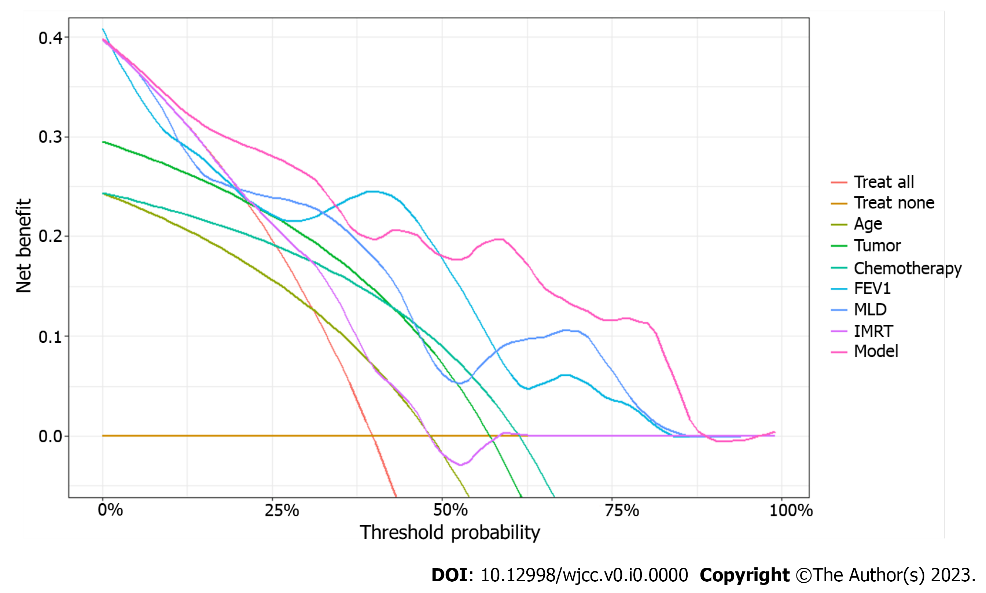 0.4
0.3
0.2
0.1
0.0
Net benefit
0% 25% 50% 75% 100%
Threshold probability
Treat all
Treat none
Age
Tumor
Chemotherapy
FEV1
MLD
IMRT
Model
DOI: 10.12998/wjcc.v0.i0.0000 Copyright ©The Author(s) 2023.